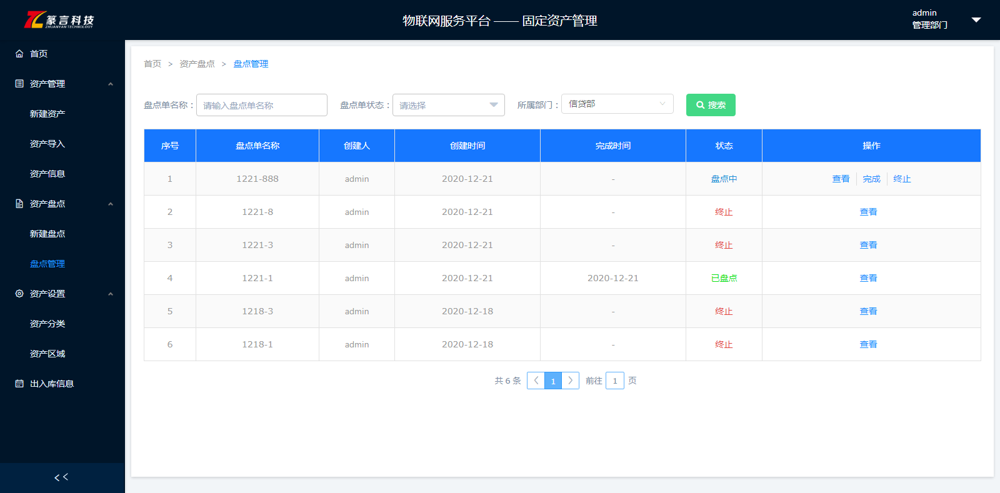 篆言科技
ZHUANYAN TECHNOLOGY
物联网服务平台 —— 固定资产管理
admin
管理部门
首页
资产管理
新建资产
资产导入
资产信息
资产盘点
新建盘点
盘点管理
资产设置
资产分类
资产区域
出入库信息
<<
首页 > 资产盘点 > 盘点管理
盘点单名称： 请输入盘点单名称 盘点单状态： 请选择 所属部门： 信贷部 搜索
序号 盘点单名称 创建人 创建时间 完成时间 状态 操作
1 1221-888 admin 2020-12-21 - 盘点中 查看 完成 终止
2 1221-8 admin 2020-12-21 - 终止 查看
3 1221-3 admin 2020-12-21 - 终止 查看
4 1221-1 admin 2020-12-21 2020-12-21 已盘点 查看
5 1218-3 admin 2020-12-18 - 终止 查看
6 1218-1 admin 2020-12-18 - 终止 查看
共 6 条 < 1 > 前往 1 页